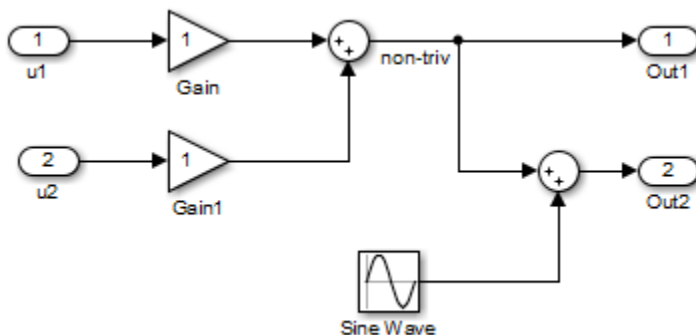 1
u1
1
Gain
++
non-triv
1
Out1
2
u2
1
Gain1
++
2
Out2
Sine Wave